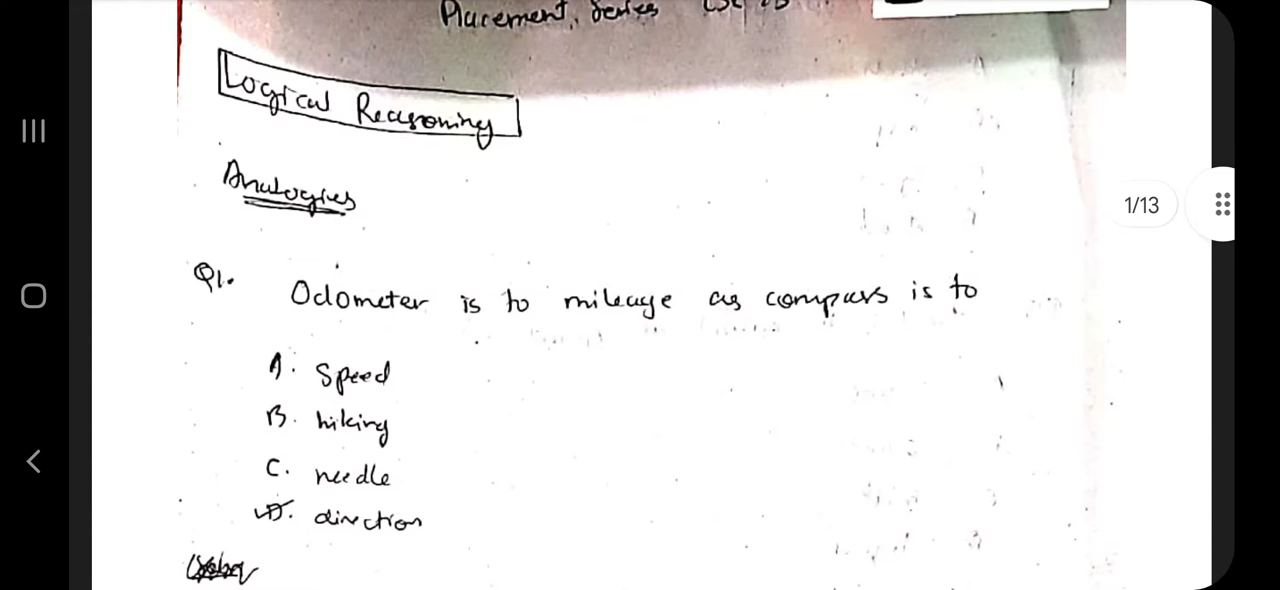 Placement, Series
Logical Reasoning
Analogies
1/13
Q1. Odometer is to mileage as compass is to
A. Speed
B. hiking
C. needle
D. direction